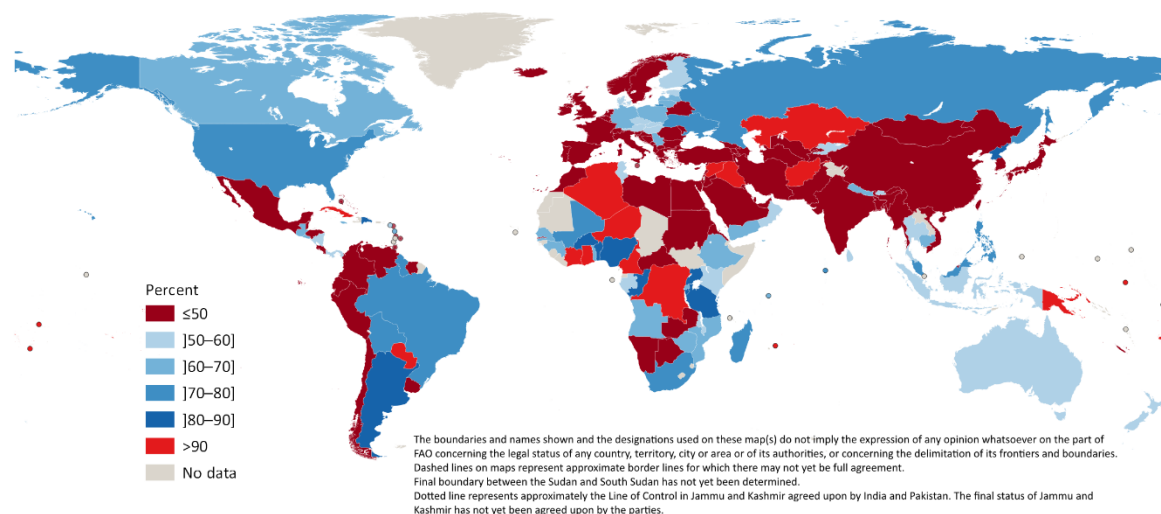 Percent
≤50
]50–60]
]60–70]
]70–80]
]80–90]
>90
No data
The boundaries and names shown and the designations used on these map(s) do not imply the expression of any opinion whatsoever on the part of
FAO concerning the legal status of any country, territory, city or area or of its authorities, or concerning the delimitation of its frontiers and boundaries.
Dashed lines on maps represent approximate border lines for which there may not yet be full agreement.
Final boundary between the Sudan and South Sudan has not yet been determined.
Dotted line represents approximately the Line of Control in Jammu and Kashmir agreed upon by India and Pakistan. The final status of Jammu and
Kashmir has not yet been agreed upon by the parties.